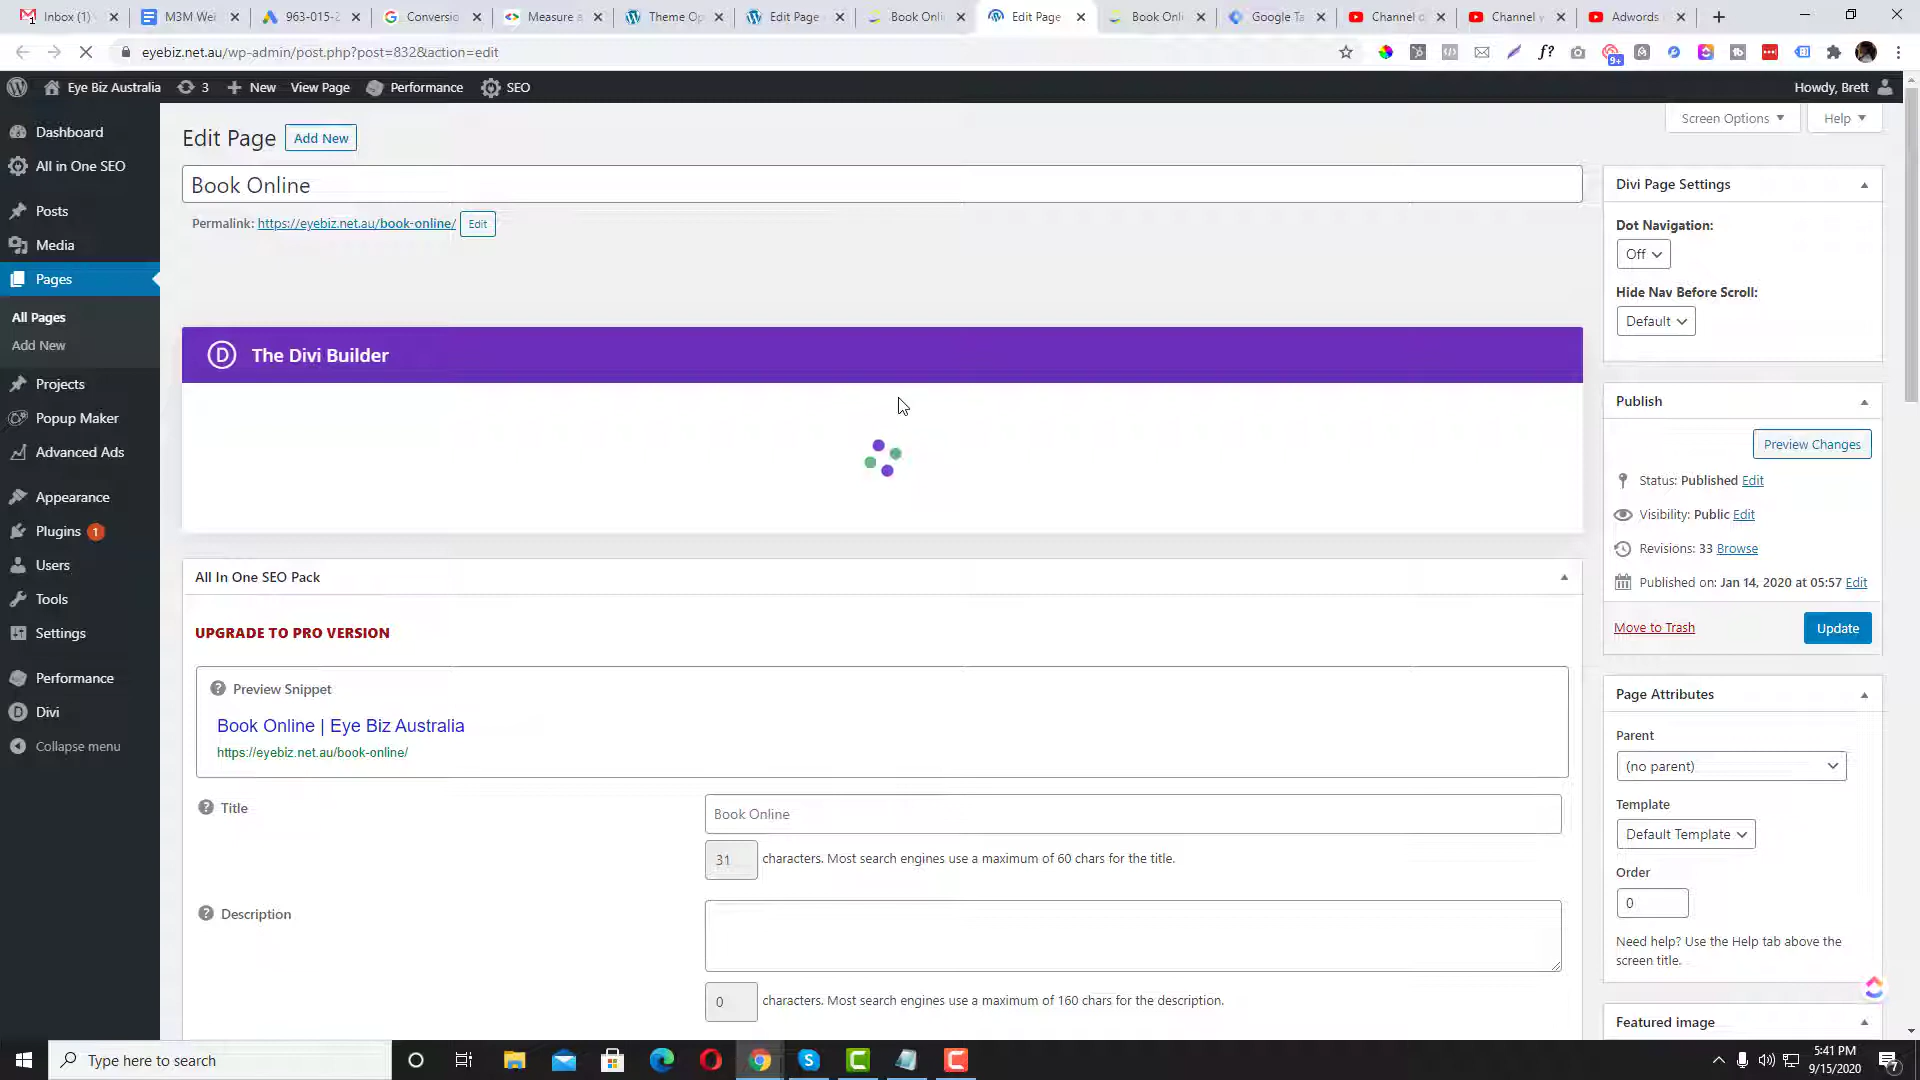 Inbox (1)
M3M Wei
963-015-2
Conversio
Measure a
Theme Op
Edit Page
Book Onli
Edit Page
Book Onli
Google Ta
Channel d
Channel v
Adwords
eyebiz.net.au/wp-admin/post.php?post=832&action=edit
Eye Biz Australia
3
New
View Page
Performance
SEO
Howdy, Brett
Screen Options
Help
Dashboard
All in One SEO
Posts
Media
Pages
All Pages
Add New
Projects
Popup Maker
Advanced Ads
Appearance
Plugins 1
Users
Tools
Settings
Performance
Divi
Collapse menu
Edit Page
Add New
Book Online
Permalink: https://eyebiz.net.au/book-online/ Edit
The Divi Builder
All In One SEO Pack
UPGRADE TO PRO VERSION
Preview Snippet
Book Online | Eye Biz Australia
https://eyebiz.net.au/book-online/
Title
Book Online
31 characters. Most search engines use a maximum of 60 chars for the title.
Description
0 characters. Most search engines use a maximum of 160 chars for the description.
Divi Page Settings
Dot Navigation:
Off
Hide Nav Before Scroll:
Default
Publish
Preview Changes
Status: Published Edit
Visibility: Public Edit
Revisions: 33 Browse
Published on: Jan 14, 2020 at 05:57 Edit
Move to Trash
Update
Page Attributes
Parent
(no parent)
Template
Default Template
Order
0
Need help? Use the Help tab above the
screen title.
Featured image
Type here to search
5:41 PM
9/15/2020
7